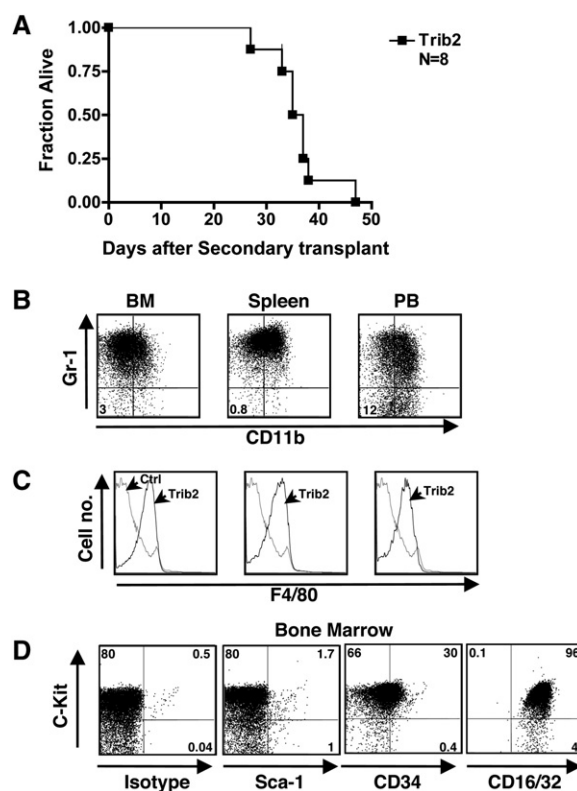 A
Fraction Alive
1.00
0.75
0.50
0.25
0.00
0 10 20 30 40 50
Days after Secondary transplant
Trib2
N=8
B
BM Spleen PB
Gr-1
3 0.8 12
CD11b
C
Cell no.
Ctrl
Trib2 Trib2 Trib2
F4/80
Bone Marrow
D
C-Kit
80 0.5 80 1.7 66 30 0.1 96
0.04 1 0.4 4
Isotype Sca-1 CD34 CD16/32